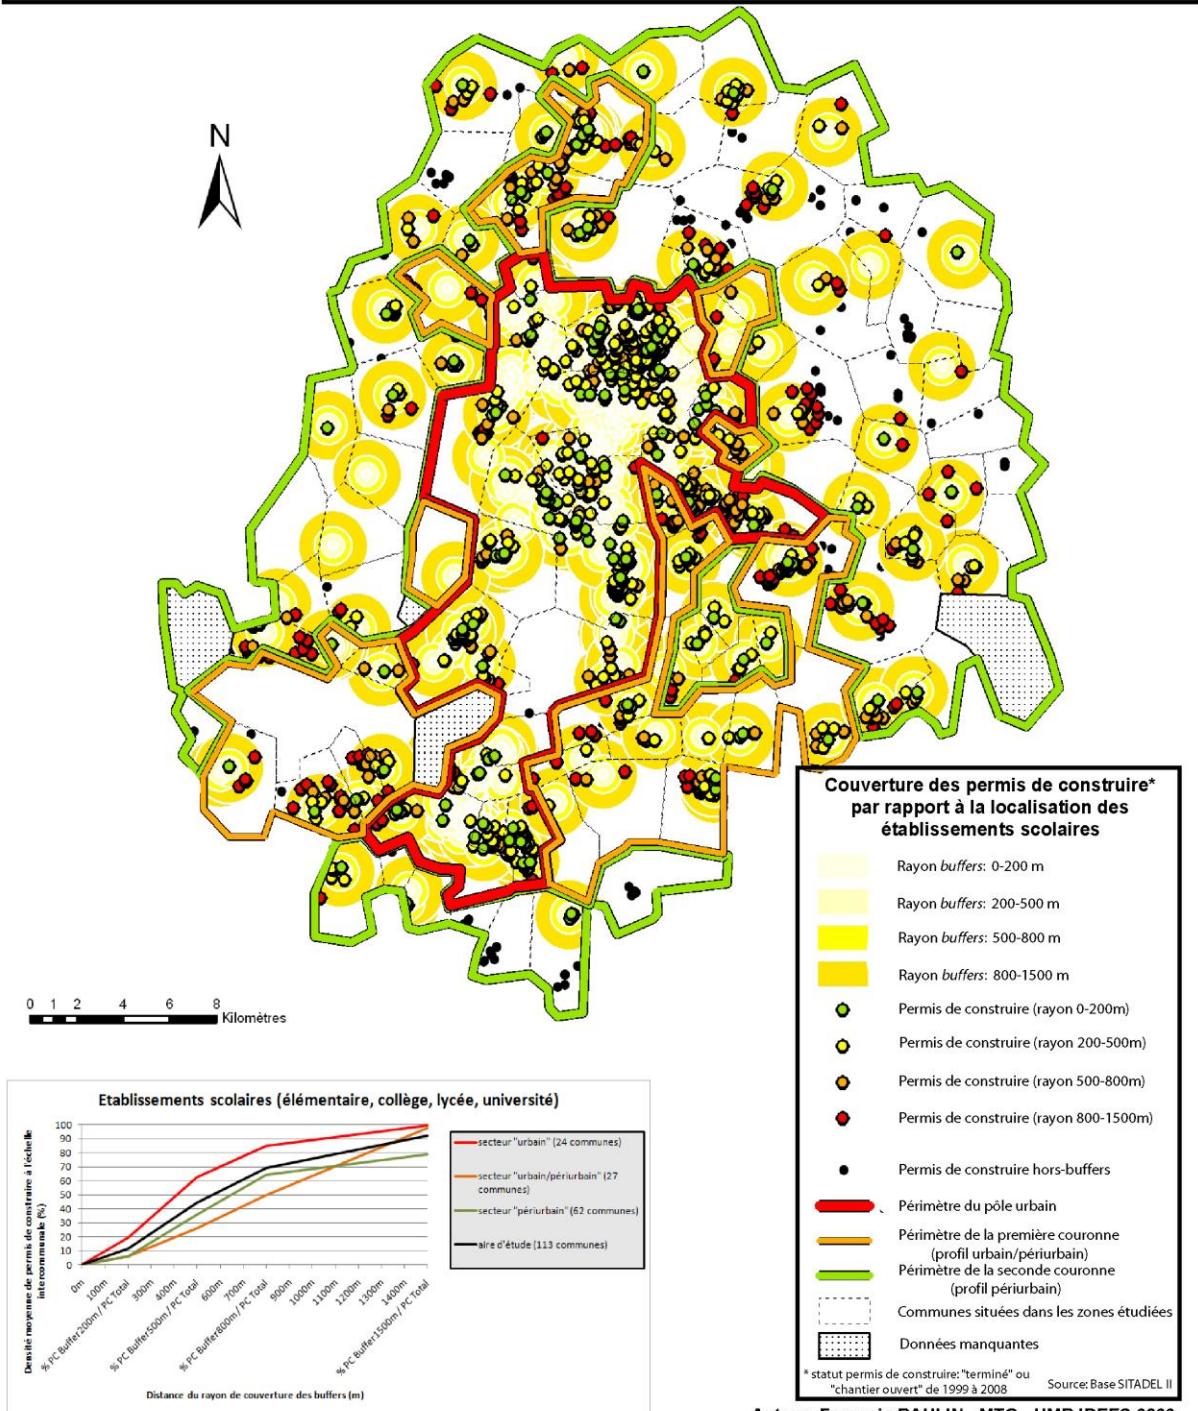 N
0 1 2 4 6 8
Kilomètres
Couverture des permis de construire*
par rapport à la localisation des
établissements scolaires
Rayon buffers: 0-200 m
Rayon buffers: 200-500 m
Rayon buffers: 500-800 m
Rayon buffers: 800-1500 m
Permis de construire (rayon 0-200m)
Permis de construire (rayon 200-500m)
Permis de construire (rayon 500-800m)
Permis de construire (rayon 800-1500m)
Permis de construire hors-buffers
Périmètre du pôle urbain
Périmètre de la première couronne
(profil urbain/périurbain)
Périmètre de la seconde couronne
(profil périurbain)
Communes situées dans les zones étudiées
Données manquantes
* statut permis de construire: "terminé" ou
"chantier ouvert" de 1999 à 2008
Source: Base SITADEL II
Etablissements scolaires (élémentaire, collège, lycée, université)
Densité moyenne de permis de construire à l'échelle
intercommunale (%)
100
90
80
70
60
50
40
30
20
10
0
0m
100m
% PC Buffer200m / PC Total
300m
400m
% PC Buffer500m / PC Total
600m
700m
% PC Buffer800m / PC Total
900m
1000m
1100m
1200m
1300m
1400m
% PC Buffer1500m / PC Total
Distance du rayon de couverture des buffers (m)
secteur "urbain" (24 communes)
secteur "urbain/périurbain" (27
communes)
secteur "périurbain" (62 communes)
aire d'étude (113 communes)